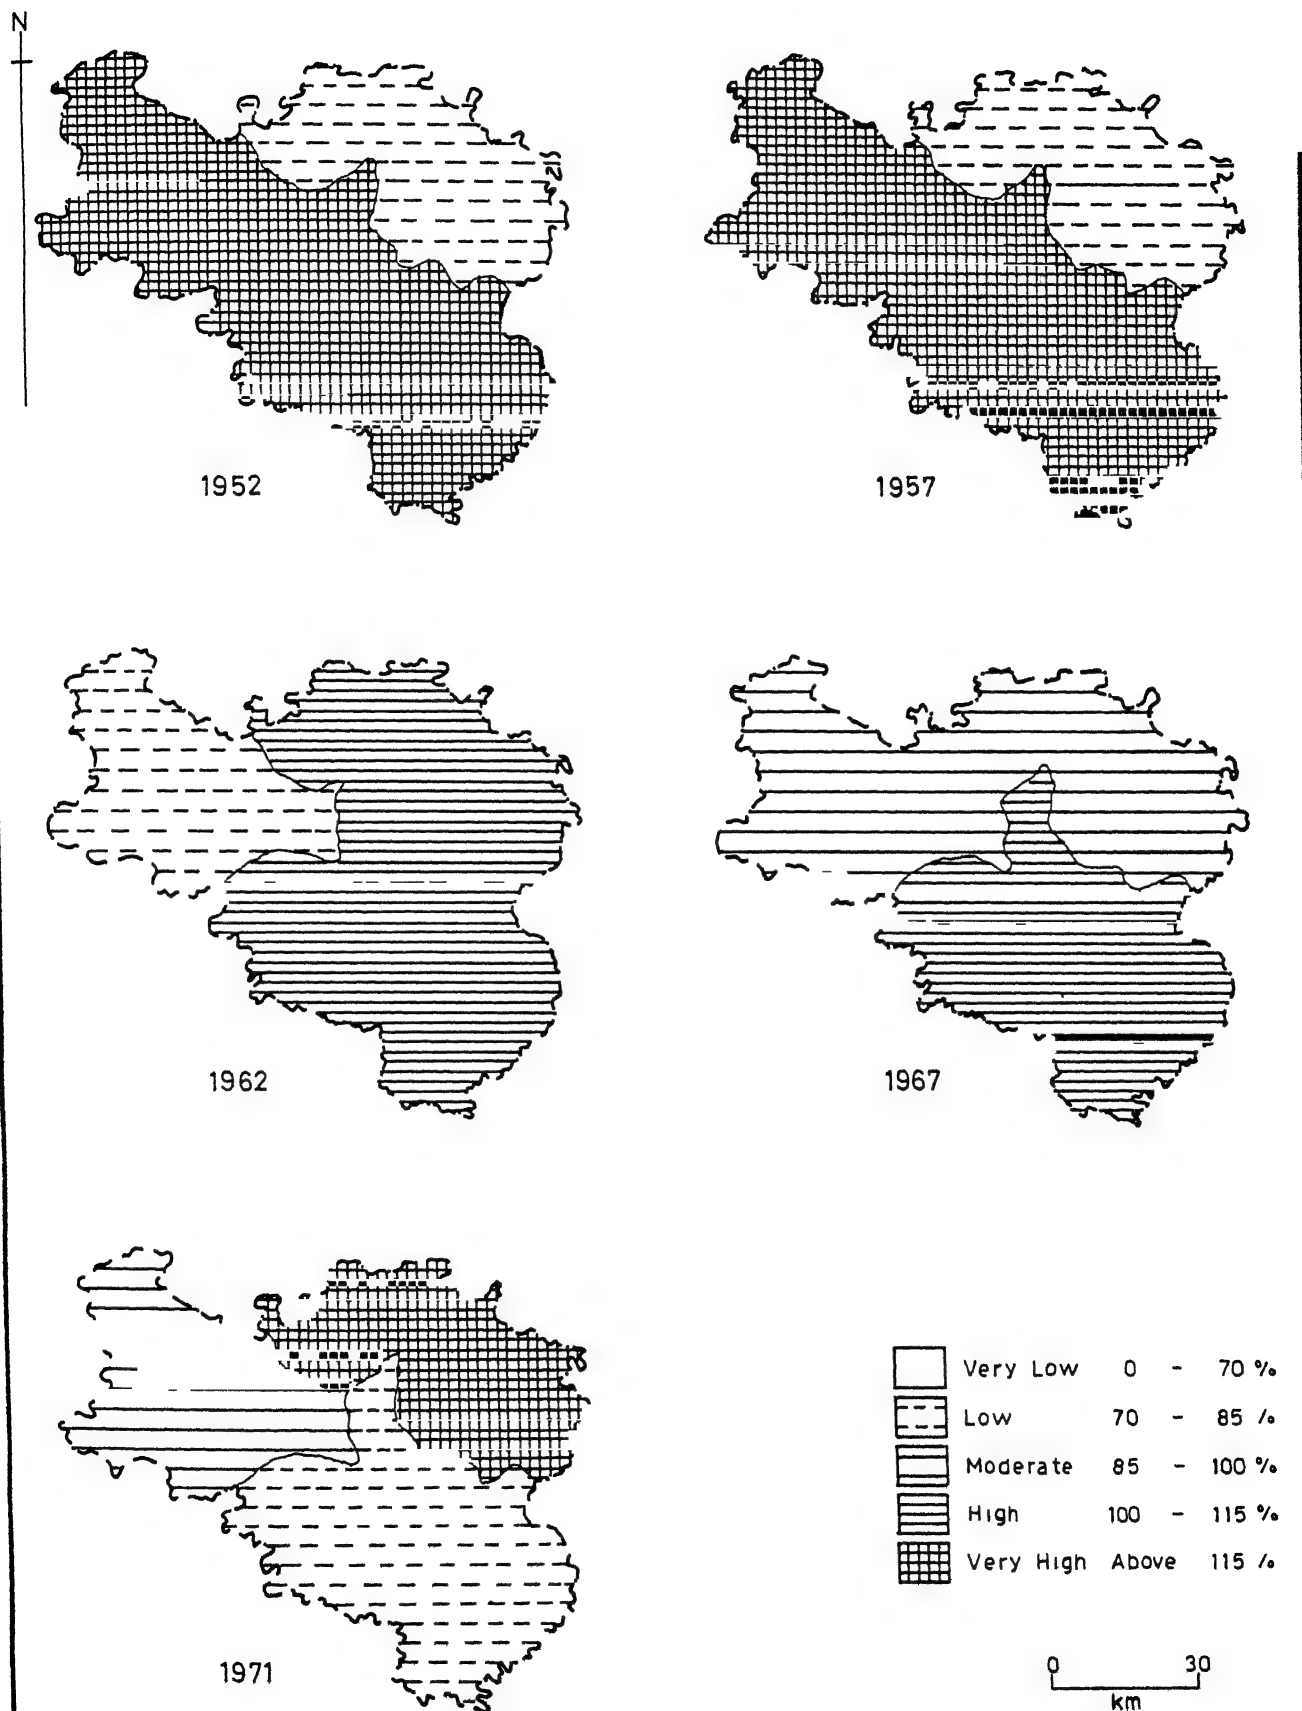 N
1952
1957
1962
1967
1971
Very Low 0 - 70 %
Low 70 - 85 /.
Moderate 85 - 100 %
High 100 - 115 %
Very High Above 115 /.
0 30
km